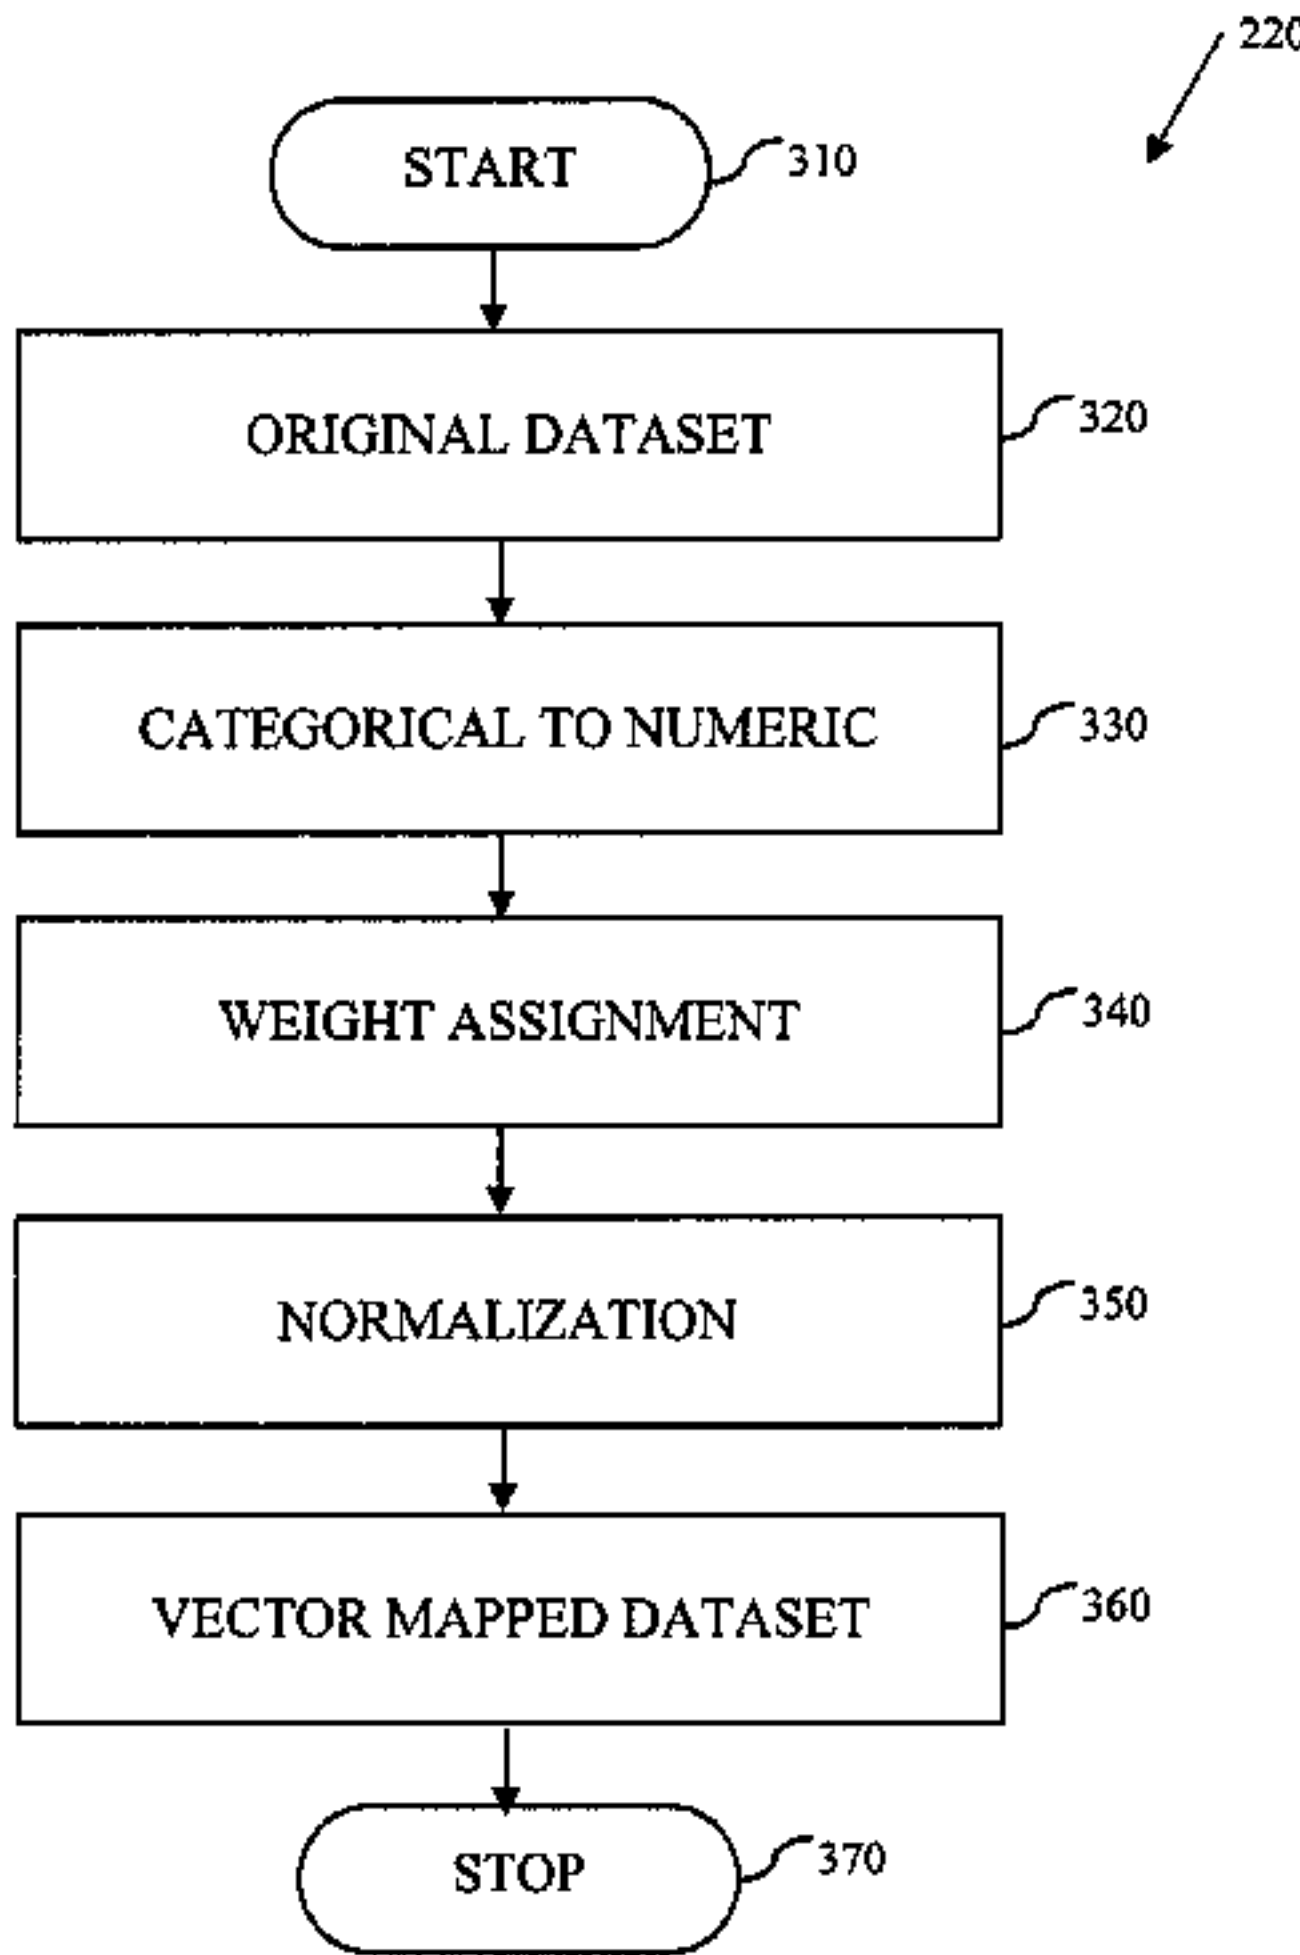 220
START
310
ORIGINAL DATASET
320
CATEGORICAL TO NUMERIC
330
WEIGHT ASSIGNMENT
340
NORMALIZATION
350
VECTOR MAPPED DATASET
360
STOP
370